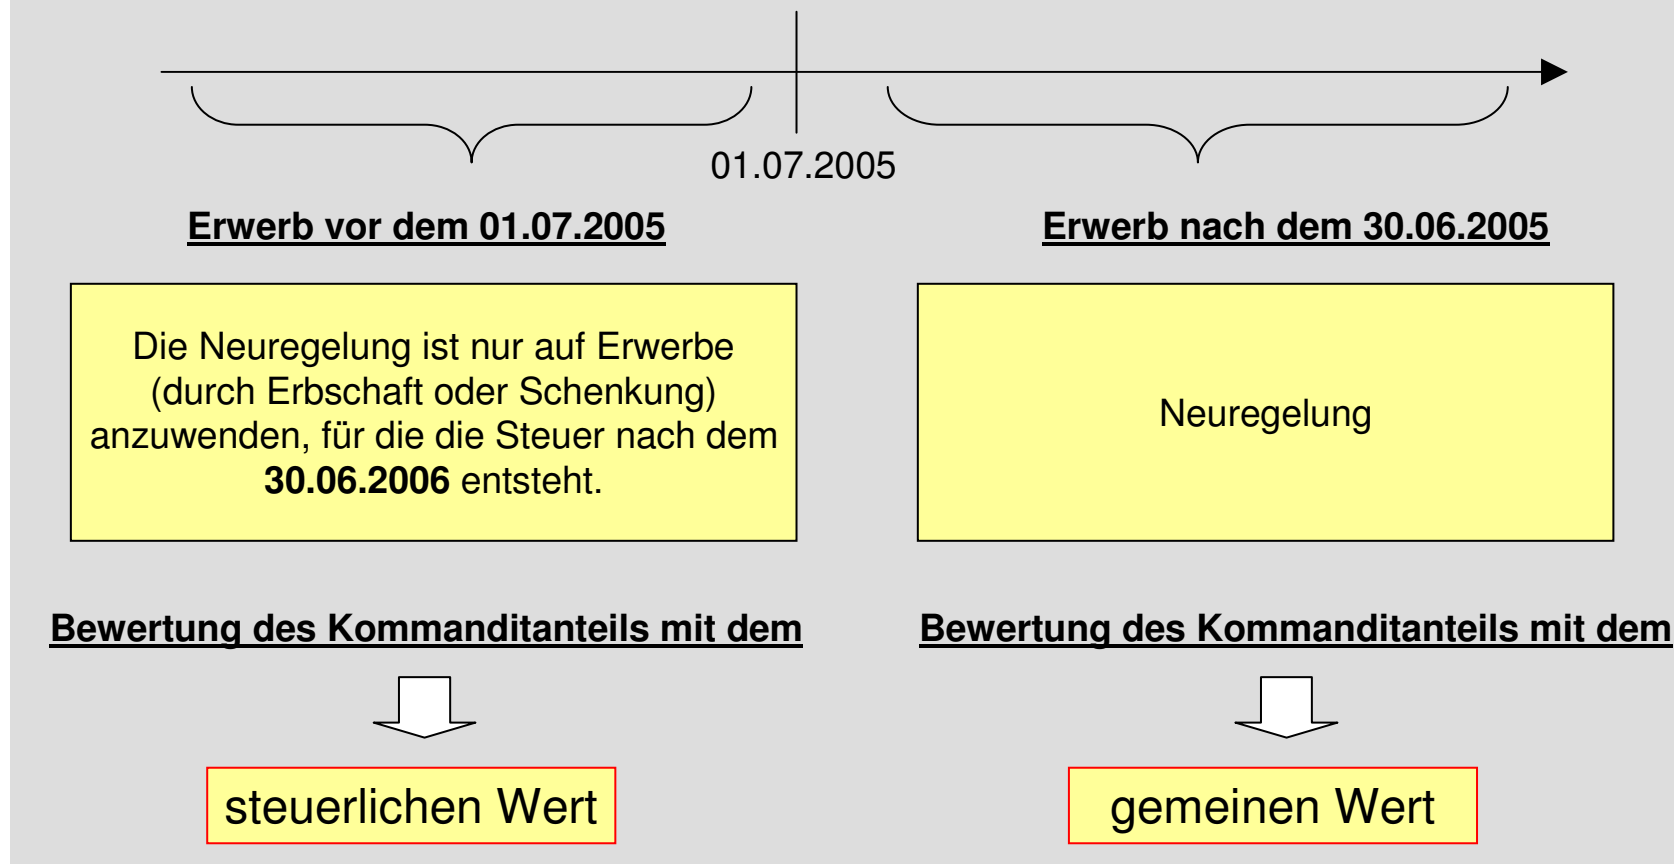 01.07.2005
Erwerb vor dem 01.07.2005
Die Neuregelung ist nur auf Erwerbe
(durch Erbschaft oder Schenkung)
anzuwenden, für die die Steuer nach dem
30.06.2006 entsteht.
Bewertung des Kommanditanteils mit dem
steuerlichen Wert
Erwerb nach dem 30.06.2005
Neuregelung
Bewertung des Kommanditanteils mit dem
gemeinen Wert